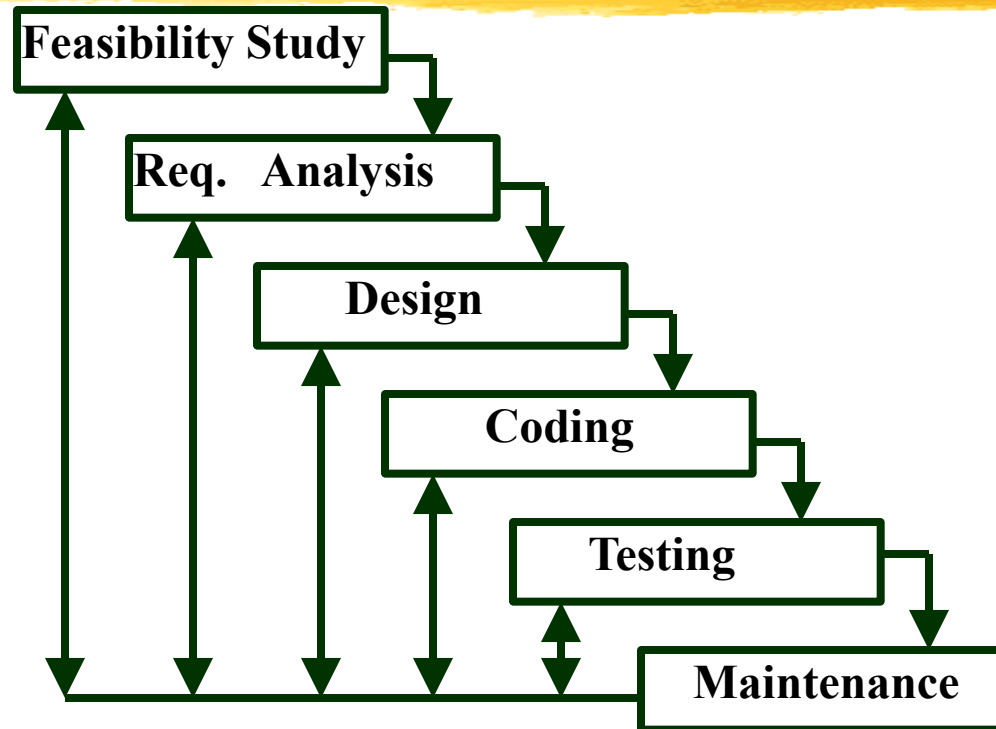 Feasibility Study
Req. Analysis
Design
Coding
Testing
Maintenance